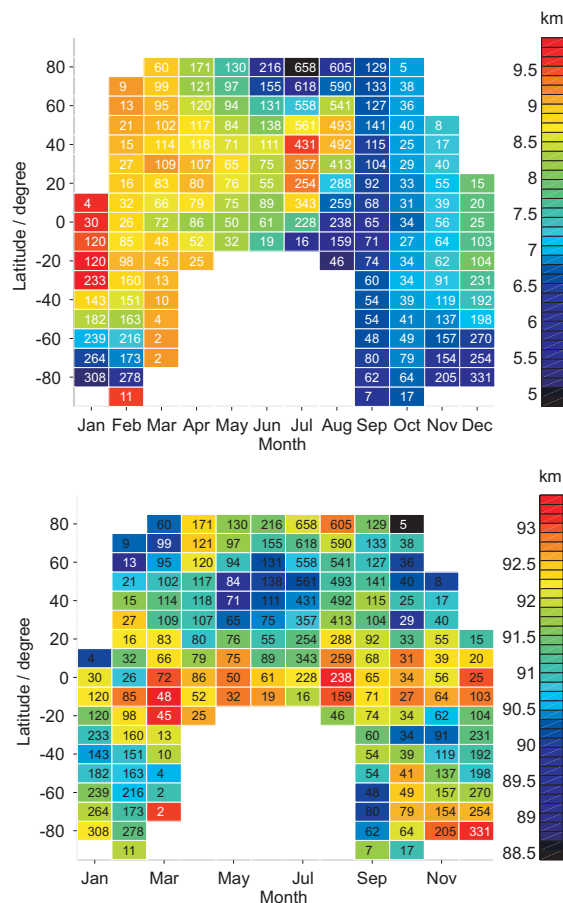 km
80 60 171 130 216 658 605 129 5
9 99 121 97 155 618 590 133 38
60 13 95 120 94 131 558 541 127 36
21 102 117 84 138 561 493 141 40 8
40 15 114 118 71 111 431 492 115 25 17
27 109 107 65 75 357 413 104 29 40
20 16 83 80 76 55 254 288 92 33 55 15
4 32 66 79 75 89 343 259 68 31 39 20
0 30 26 72 86 50 61 228 238 65 34 56 25
120 85 48 52 32 19 16 159 71 27 64 103
-20 120 98 45 25 46 74 34 62 104
233 160 13 60 34 91 231
-40 143 151 10 54 39 119 192
182 163 4 54 41 137 198
-60 239 216 2 48 49 157 270
264 173 2 80 79 154 254
-80 308 278 62 64 205 331
11 7 17
Latitude / degree
Jan Feb Mar Apr May Jun Jul Aug Sep Oct Nov Dec
Month
9.5
9
8.5
8
7.5
7
6.5
6
5.5
5
km
80 60 171 130 216 658 605 129 5
9 99 121 97 155 618 590 133 38
60 13 95 120 94 131 558 541 127 36
21 102 117 84 138 561 493 141 40 8
40 15 114 118 71 111 431 492 115 25 17
27 109 107 65 75 357 413 104 29 40
20 16 83 80 76 55 254 288 92 33 55 15
4 32 66 79 75 89 343 259 68 31 39 20
0 30 26 72 86 50 61 228 238 65 34 56 25
120 85 48 52 32 19 16 159 71 27 64 103
-20 120 98 45 25 46 74 34 62 104
233 160 13 60 34 91 231
-40 143 151 10 54 39 119 192
182 163 4 54 41 137 198
-60 239 216 2 48 49 157 270
264 173 2 80 79 154 254
-80 308 278 62 64 205 331
11 7 17
Latitude / degree
Jan Mar May Jul Sep Nov
Month
93
92.5
92
91.5
91
90.5
90
89.5
89
88.5